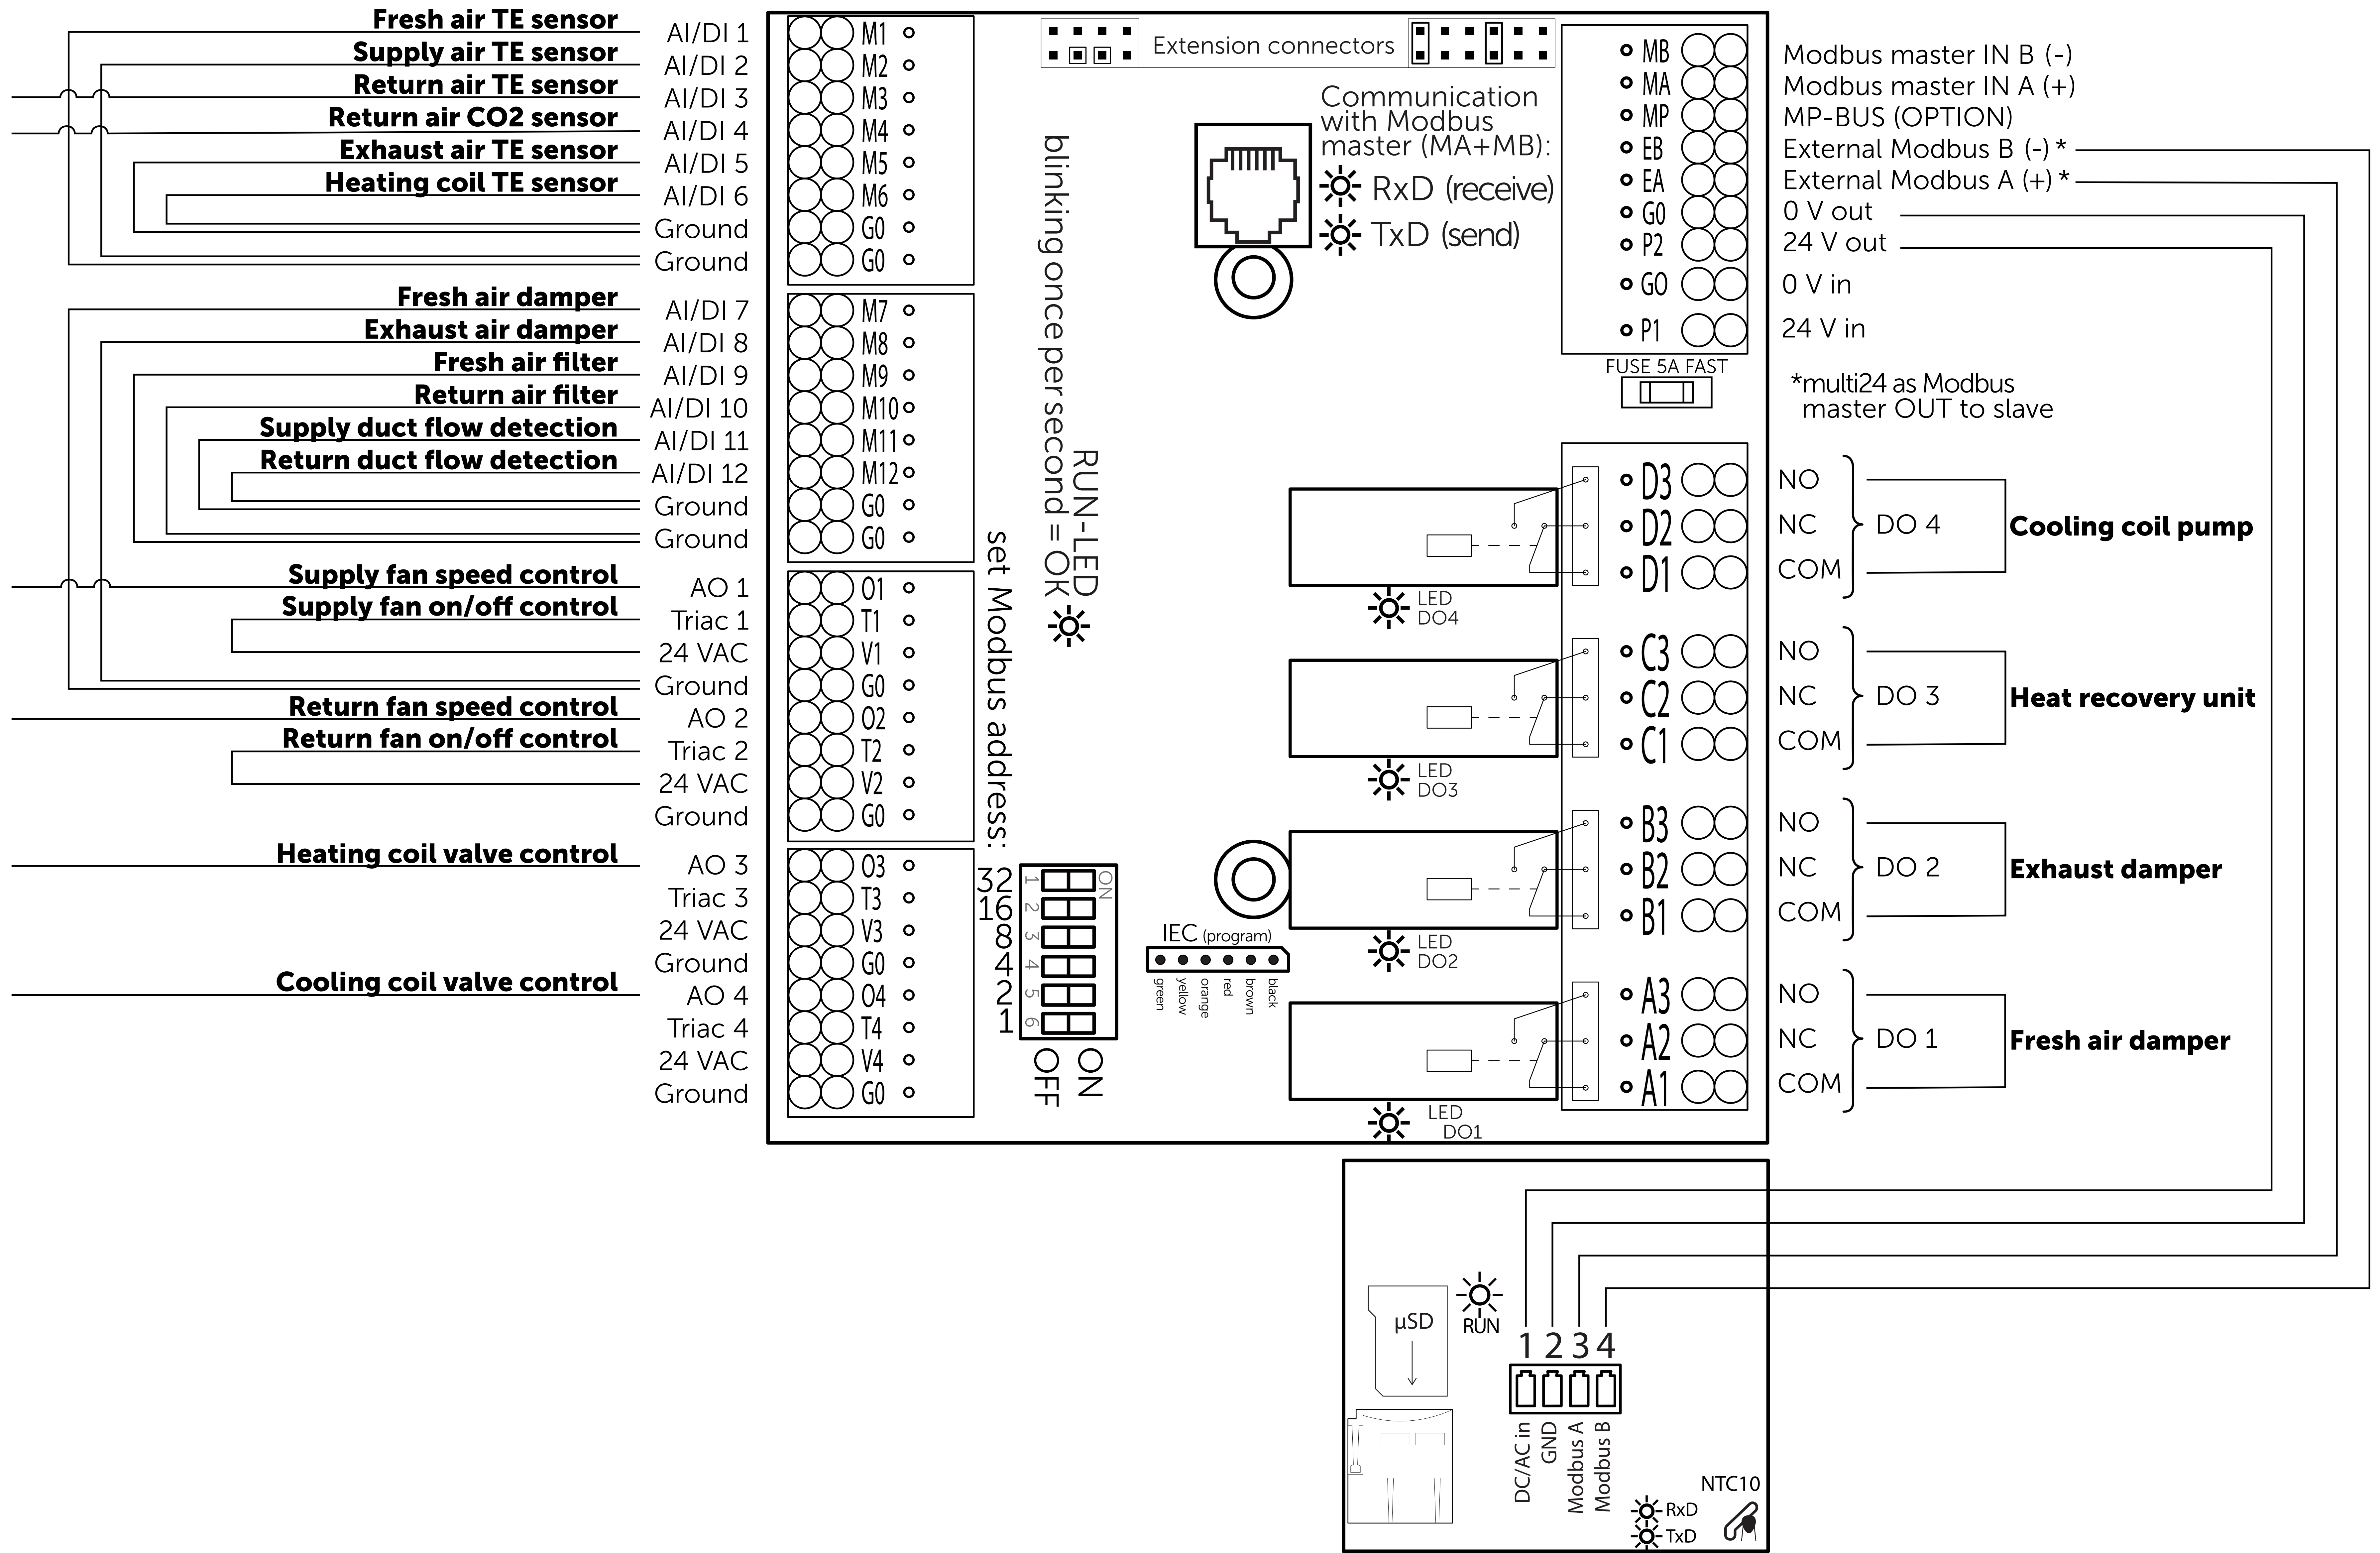 Fresh air TE sensor
AI/DI 1
M1
Supply air TE sensor
AI/DI 2
M2
Return air TE sensor
AI/DI 3
M3
Return air CO2 sensor
AI/DI 4
M4
Exhaust air TE sensor
AI/DI 5
M5
Heating coil TE sensor
AI/DI 6
M6
Ground
G0
Ground
G0
Fresh air damper
AI/DI 7
M7
Exhaust air damper
AI/DI 8
M8
Fresh air filter
AI/DI 9
M9
Return air filter
AI/DI 10
M10
Supply duct flow detection
AI/DI 11
M11
Return duct flow detection
AI/DI 12
M12
Ground
G0
Ground
G0
Supply fan speed control
AO 1
O1
Supply fan on/off control
Triac 1
T1
24 VAC
V1
Ground
G0
Return fan speed control
AO 2
O2
Return fan on/off control
Triac 2
T2
24 VAC
V2
Ground
G0
Heating coil valve control
AO 3
O3
Triac 3
T3
24 VAC
V3
Ground
G0
Cooling coil valve control
AO 4
O4
Triac 4
T4
24 VAC
V4
Ground
G0
Extension connectors
Communication
with Modbus
master (MA+MB):
RxD (receive)
TxD (send)
RUN-LED
blinking once per second = OK
set Modbus address:
32
16
8
4
2
1
1
2
3
4
5
6
ON
OFF
ON
IEC (program)
green
yellow
orange
red
brown
black
MB
Modbus master IN B (-)
MA
Modbus master IN A (+)
MP
MP-BUS (OPTION)
EB
External Modbus B (-) *
EA
External Modbus A (+) *
G0
0 V out
P2
24 V out
GO
0 V in
P1
24 V in
FUSE 5A FAST
*multi24 as Modbus
master OUT to slave
D3
NO
D2
NC
D1
COM
DO 4
Cooling coil pump
LED
DO4
C3
NO
C2
NC
C1
COM
DO 3
Heat recovery unit
LED
DO3
B3
NO
B2
NC
B1
COM
DO 2
Exhaust damper
LED
DO2
A3
NO
A2
NC
A1
COM
DO 1
Fresh air damper
LED
DO1
µSD
RUN
1 2 3 4
DC/AC in
GND
Modbus A
Modbus B
NTC10
RxD
TxD